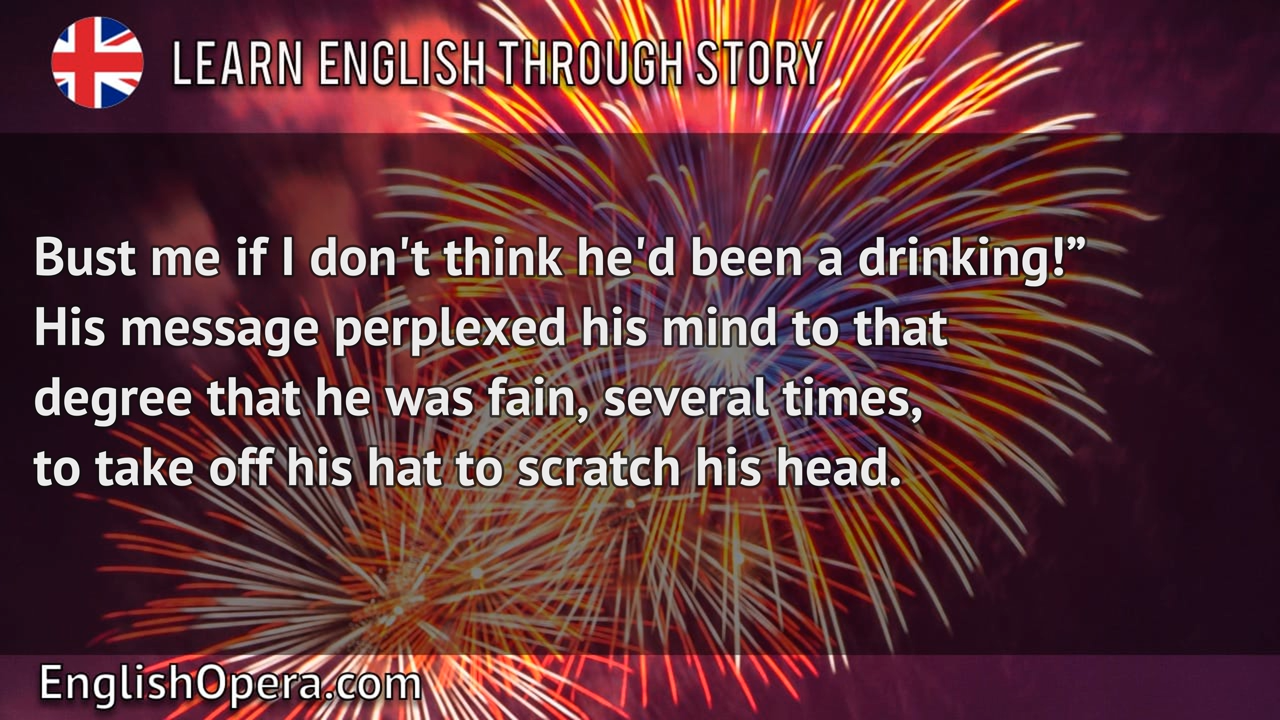 LEARN ENGLISH THROUGH STORY
Bust me if I don't think he'd been a drinking!”
His message perplexed his mind to that
degree that he was fain, several times,
to take off his hat to scratch his head.
EnglishOpera.com